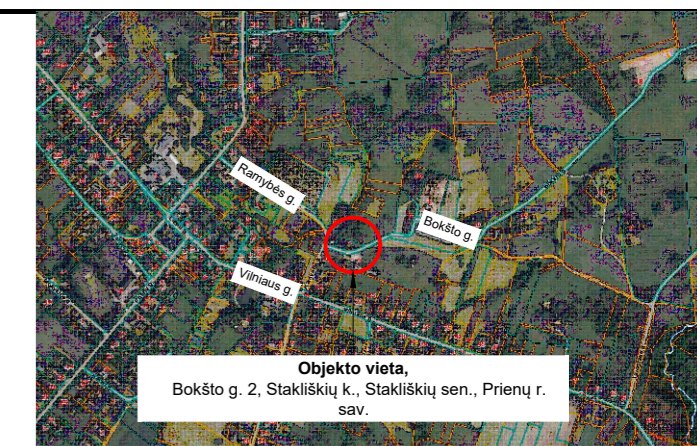 Ramybės g.
Bokšto g.
Vilniaus g.
Objekto vieta,
Bokšto g. 2, Stakliškių k., Stakliškių sen., Prienų r.
sav.